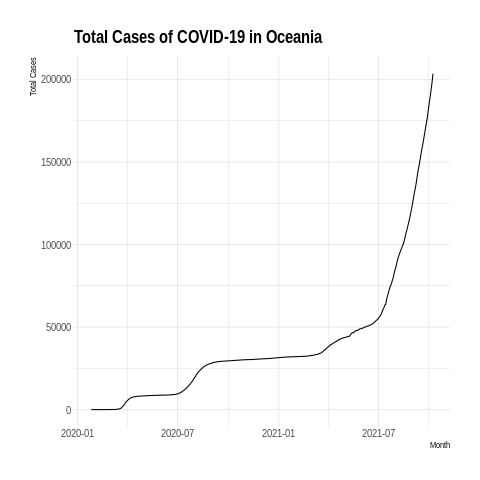 Total Cases of COVID-19 in Oceania
Total Cases
200000
150000
100000
50000
0
2020-01 2020-07 2021-01 2021-07
Month